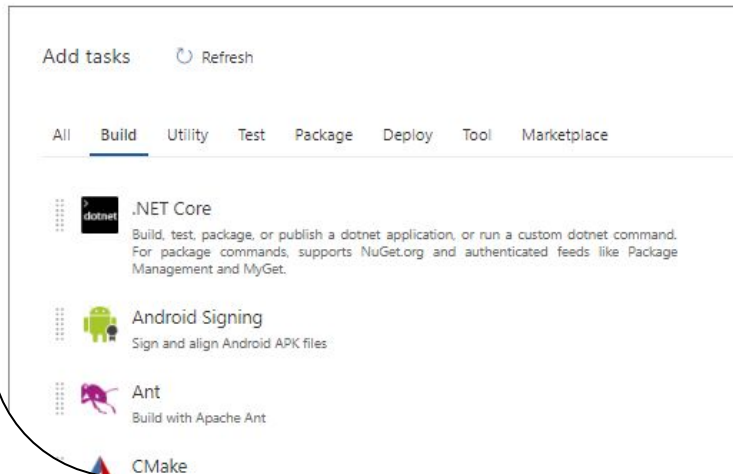 Add tasks Refresh
All Build Utility Test Package Deploy Tool Marketplace
>
dotnet
.NET Core
Build, test, package, or publish a dotnet application, or run a custom dotnet command.
For package commands, supports NuGet.org and authenticated feeds like Package
Management and MyGet.
Android Signing
Sign and align Android APK files
Ant
Build with Apache Ant
CMake